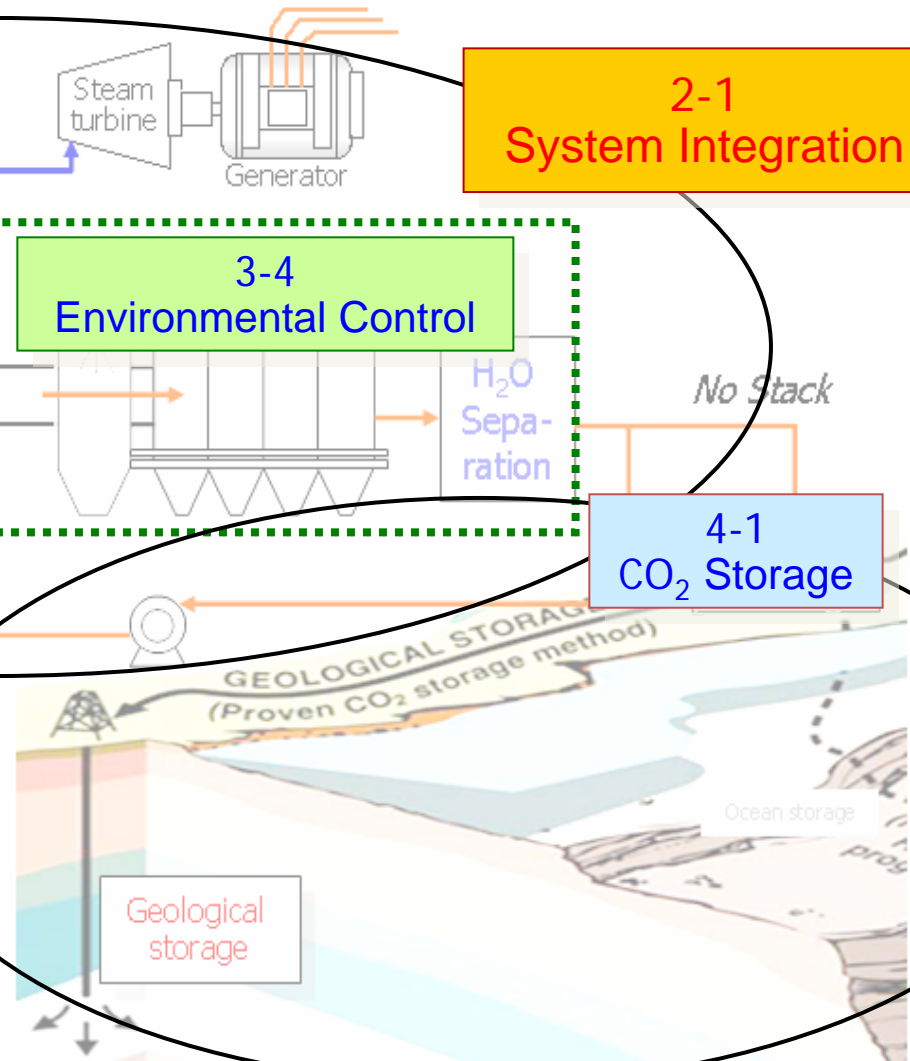 Steam
turbine
Generator
2-1
System Integration
3-4
Environmental Control
H₂O
Sepa-
ration
No Stack
4-1
CO₂ Storage
GEOLOGICAL STORAGE
(Proven CO₂ storage method)
Ocean storage
Geological
storage